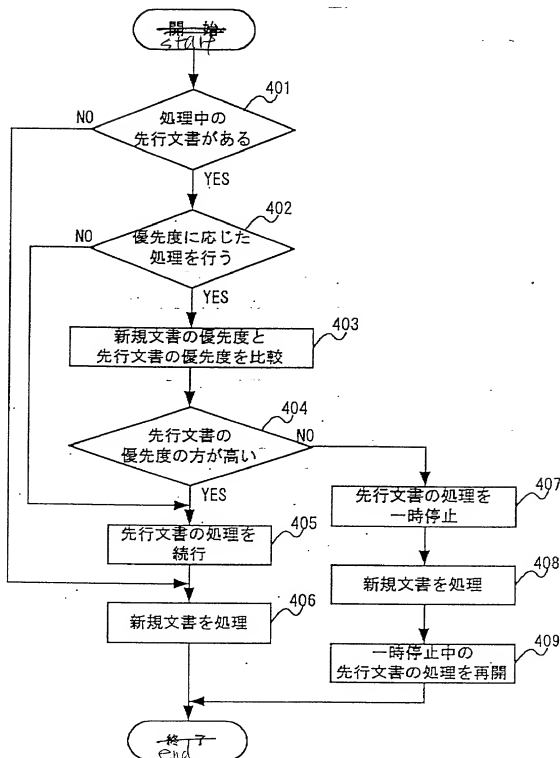 開 始
start
401
処理中の
先行文書がある
NO
YES
402
優先度に応じた
処理を行う
NO
YES
403
新規文書の優先度と
先行文書の優先度を比較
404
先行文書の
優先度の方が高い
NO
YES
405
先行文書の処理を
続行
406
新規文書を処理
407
先行文書の処理を
一時停止
408
新規文書を処理
409
一時停止中の
先行文書の処理を再開
終 了
end